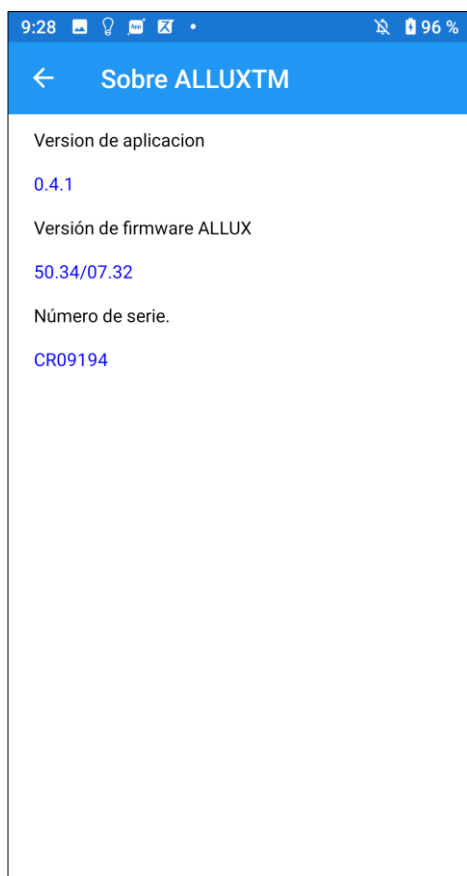 9:28 96 %
Sobre ALLUXTM
Version de aplicacion
0.4.1
Versión de firmware ALLUX
50.34/07.32
Número de serie.
CR09194